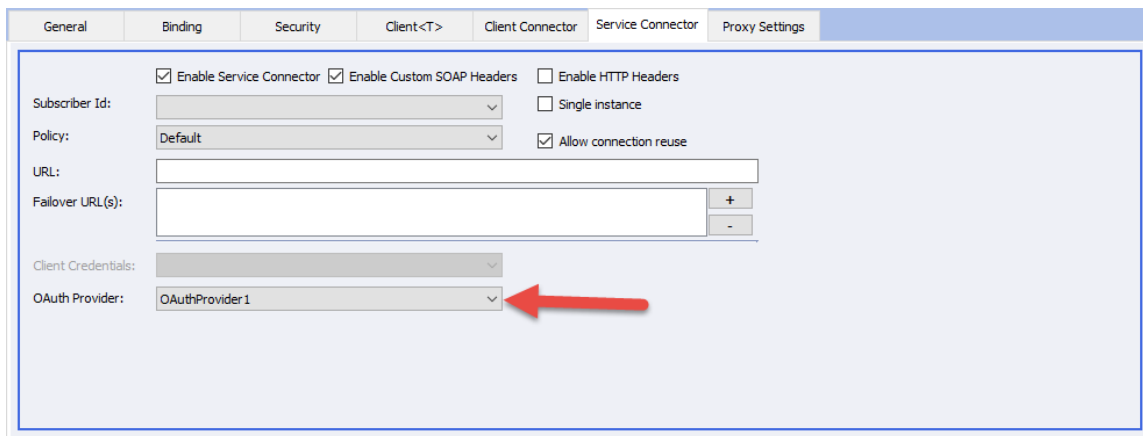 General Binding Security Client<T> Client Connector Service Connector Proxy Settings
Enable Service Connector Enable Custom SOAP Headers Enable HTTP Headers
Subscriber Id: Single instance
Policy: Default Allow connection reuse
URL:
Failover URL(s): +
-
Client Credentials:
OAuth Provider: OAuthProvider1